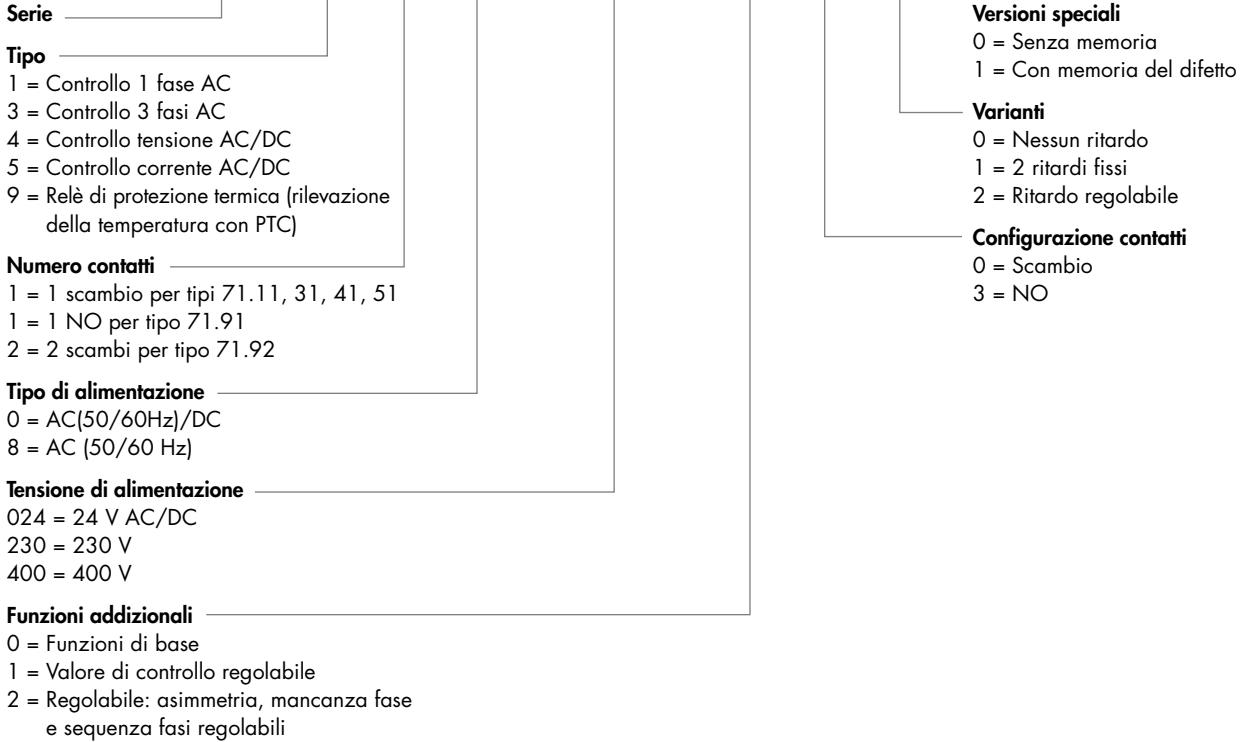 Serie
Tipo
1 = Controllo 1 fase AC
3 = Controllo 3 fasi AC
4 = Controllo tensione AC/DC
5 = Controllo corrente AC/DC
9 = Relè di protezione termica (rilevazione
della temperatura con PTC)
Numero contatti
1 = 1 scambio per tipi 71.11, 31, 41, 51
1 = 1 NO per tipo 71.91
2 = 2 scambi per tipo 71.92
Tipo di alimentazione
0 = AC(50/60Hz)/DC
8 = AC (50/60 Hz)
Tensione di alimentazione
024 = 24 V AC/DC
230 = 230 V
400 = 400 V
Funzioni addizionali
0 = Funzioni di base
1 = Valore di controllo regolabile
2 = Regolabile: asimmetria, mancanza fase
e sequenza fasi regolabili
Versioni speciali
0 = Senza memoria
1 = Con memoria del difetto
Varianti
0 = Nessun ritardo
1 = 2 ritardi fissi
2 = Ritardo regolabile
Configurazione contatti
0 = Scambio
3 = NO